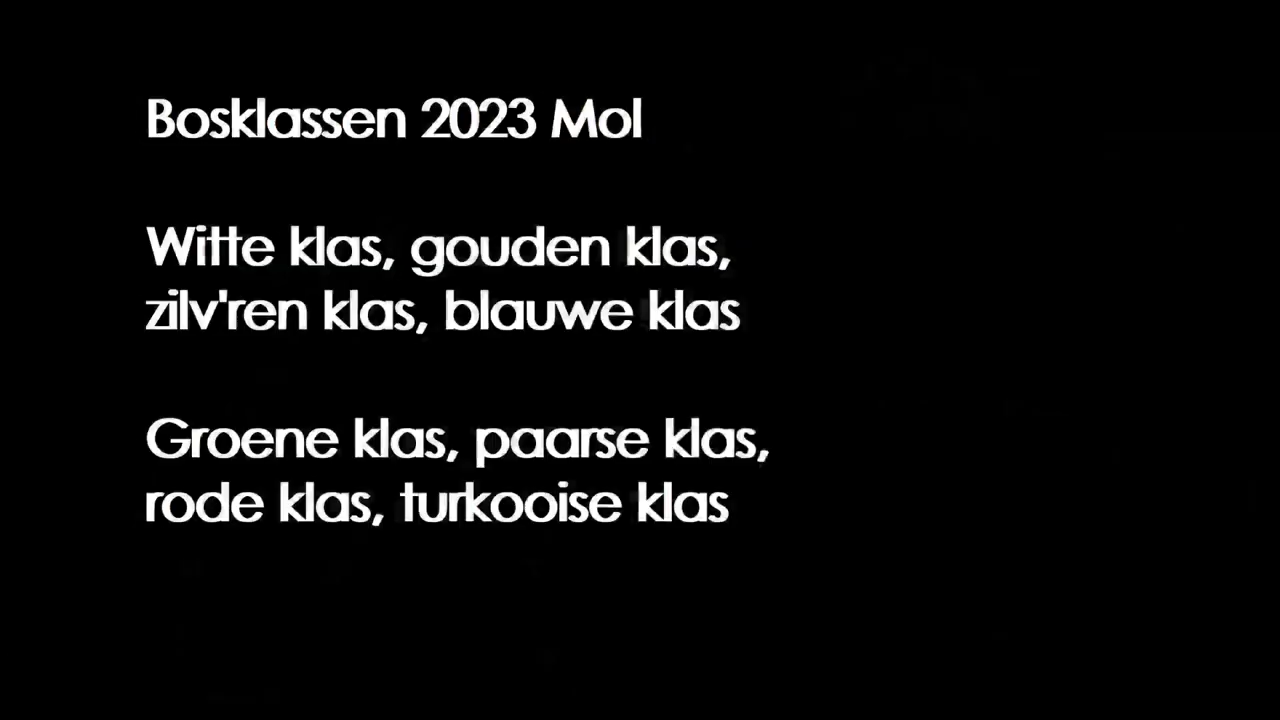 Bosklassen 2023 Mol
Witte klas, gouden klas,
zilv'ren klas, blauwe klas
Groene klas, paarse klas,
rode klas, turkooise klas